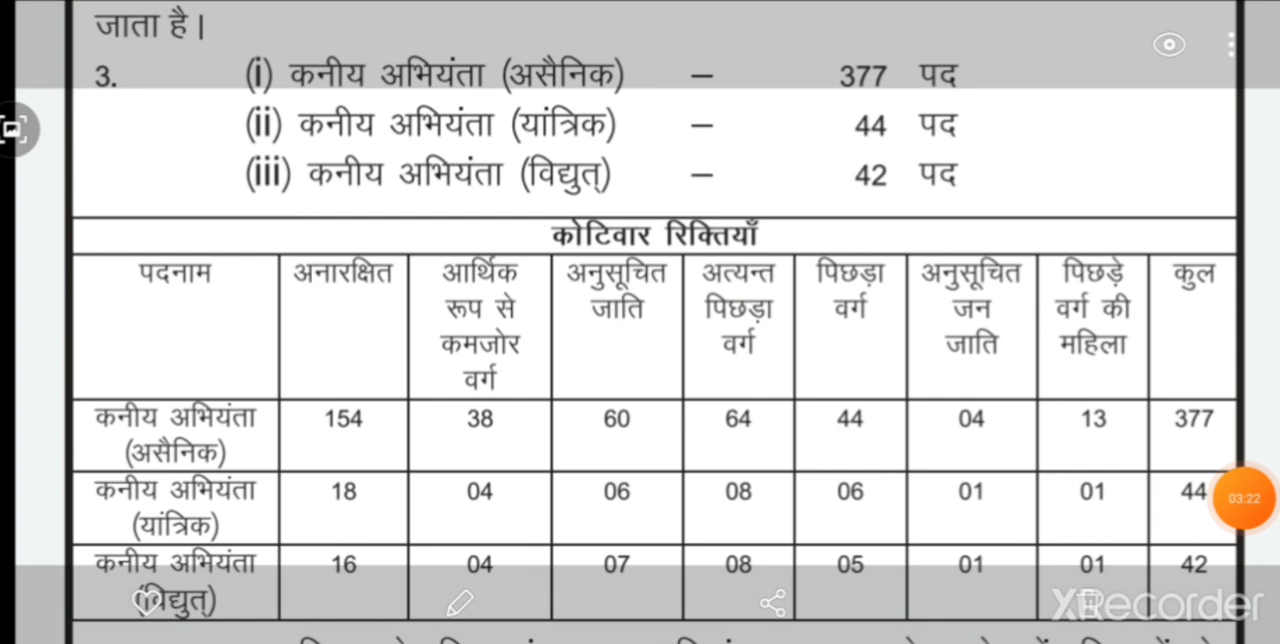 जाता है।
3. (i) कनीय अभियंता (असैनिक) – 377 पद
(ii) कनीय अभियंता (यांत्रिक) – 44 पद
(iii) कनीय अभियंता (विद्युत्) – 42 पद
कोटिवार रिक्तियाँ
पदनाम अनारक्षित आर्थिक रूप से कमजोर वर्ग अनुसूचित जाति अत्यन्त पिछड़ा वर्ग पिछड़ा वर्ग अनुसूचित जन जाति पिछड़े वर्ग की महिला कुल
कनीय अभियंता (असैनिक) 154 38 60 64 44 04 13 377
कनीय अभियंता (यांत्रिक) 18 04 06 08 06 01 01 44
03:22
कनीय अभियंता (विद्युत्) 16 04 07 08 05 01 01 42
XRecorder